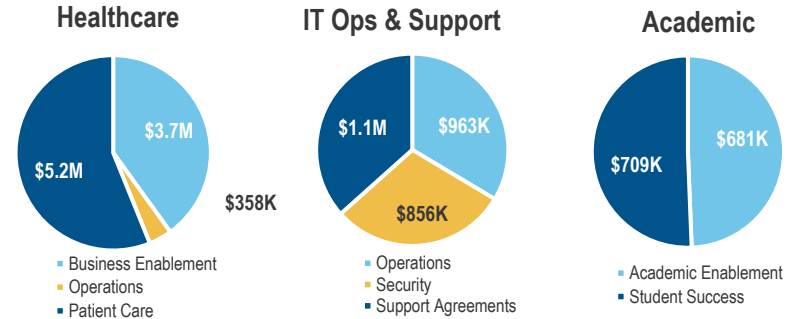 Healthcare
IT Ops & Support
Academic
$3.7M
$5.2M
$358K
$1.1M
$963K
$856K
$681K
$709K
Business Enablement
Operations
Patient Care
Operations
Security
Support Agreements
Academic Enablement
Student Success